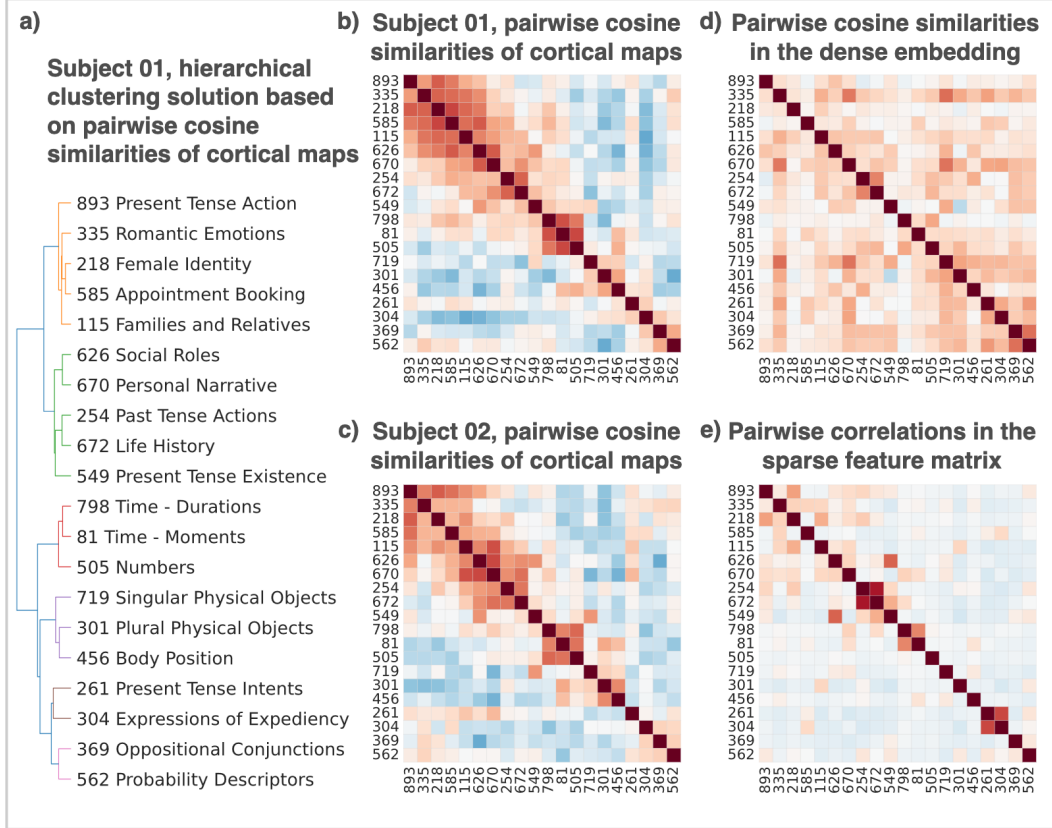 a)
Subject 01, hierarchical
clustering solution based
on pairwise cosine
similarities of cortical maps
893 Present Tense Action
335 Romantic Emotions
218 Female Identity
585 Appointment Booking
115 Families and Relatives
626 Social Roles
670 Personal Narrative
254 Past Tense Actions
672 Life History
549 Present Tense Existence
798 Time - Durations
81 Time - Moments
505 Numbers
719 Singular Physical Objects
301 Plural Physical Objects
456 Body Position
261 Present Tense Intents
304 Expressions of Expediency
369 Oppositional Conjunctions
562 Probability Descriptors
b) Subject 01, pairwise cosine
similarities of cortical maps
893
335
218
585
115
626
670
254
672
549
798
81
505
719
301
456
261
304
369
562
893 335 218 585 115 626 670 254 672 549 798 81 505 719 301 456 261 304 369 562
c) Subject 02, pairwise cosine
similarities of cortical maps
893
335
218
585
115
626
670
254
672
549
798
81
505
719
301
456
261
304
369
562
893 335 218 585 115 626 670 254 672 549 798 81 505 719 301 456 261 304 369 562
d) Pairwise cosine similarities
in the dense embedding
893
335
218
585
115
626
670
254
672
549
798
81
505
719
301
456
261
304
369
562
893 335 218 585 115 626 670 254 672 549 798 81 505 719 301 456 261 304 369 562
e) Pairwise correlations in the
sparse feature matrix
893
335
218
585
115
626
670
254
672
549
798
81
505
719
301
456
261
304
369
562
893 335 218 585 115 626 670 254 672 549 798 81 505 719 301 456 261 304 369 562